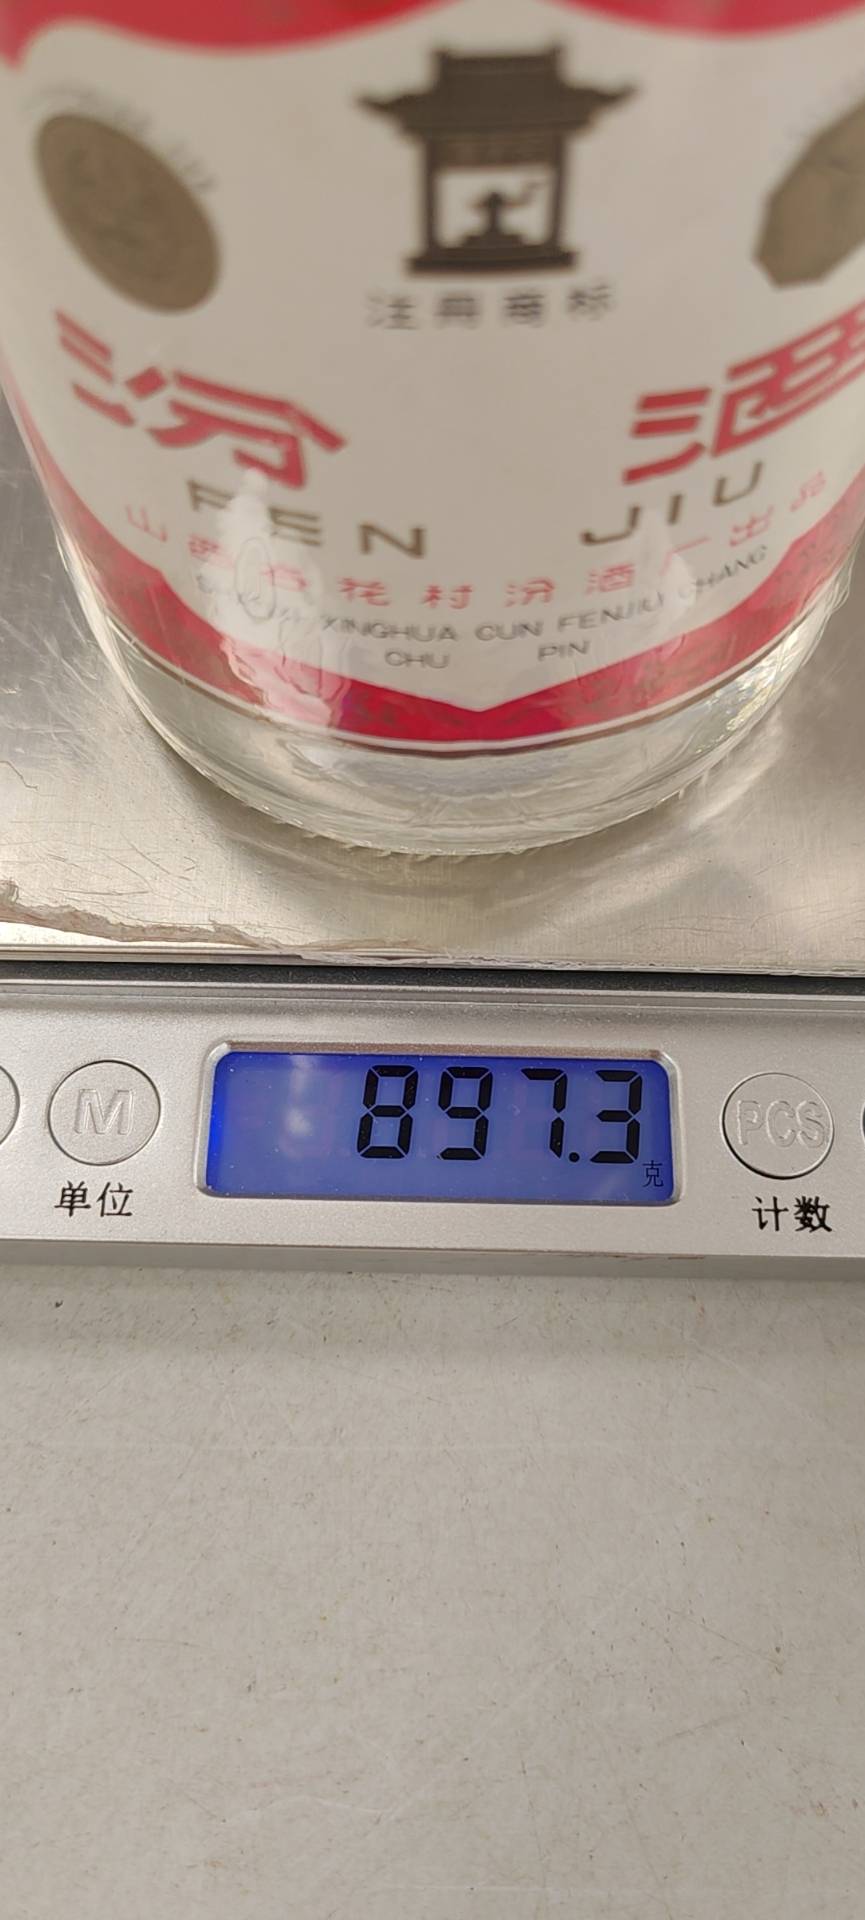 注册商标
汾酒
FEN JIU
山西杏花村汾酒厂出品
XINGHUA CUN FENJIU CHANG
CHU PIN
897.3
克
M
PCS
单位
计数